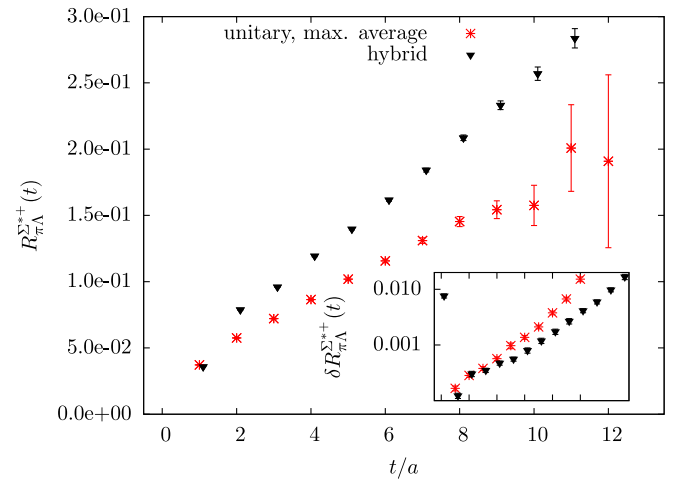 3.0e-01
unitary, max. average
hybrid
2.5e-01
2.0e-01
1.5e-01
1.0e-01
5.0e-02
0.0e+00
R^{Σ*+}_{πΛ}(t)
0.010
0.001
δR^{Σ*+}_{πΛ}(t)
0 2 4 6 8 10 12
t/a